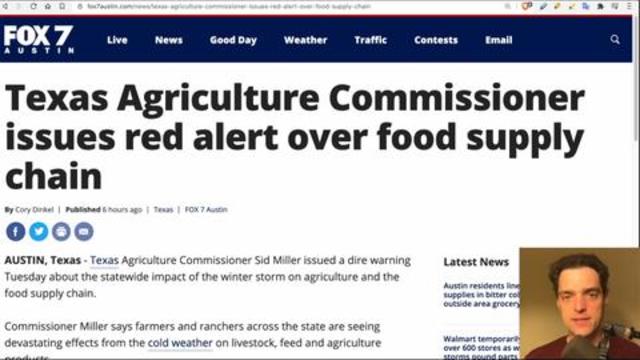 fox7austin.com/news/texas-agriculture-commissioner-issues-red-alert-over-food-supply-chain
FOX 7
AUSTIN
Live News Good Day Weather Traffic Contests Email
Texas Agriculture Commissioner
issues red alert over food supply
chain
By Cory Dinkel | Published 6 hours ago | Texas | FOX 7 Austin
AUSTIN, Texas - Texas Agriculture Commissioner Sid Miller issued a dire warning
Tuesday about the statewide impact of the winter storm on agriculture and the
food supply chain.
Commissioner Miller says farmers and ranchers across the state are seeing
devastating effects from the cold weather on livestock, feed and agriculture
products
Latest News
Austin residents line
supplies in bitter col
outside area grocery
Walmart temporarily
over 600 stores as w
storms pound parts